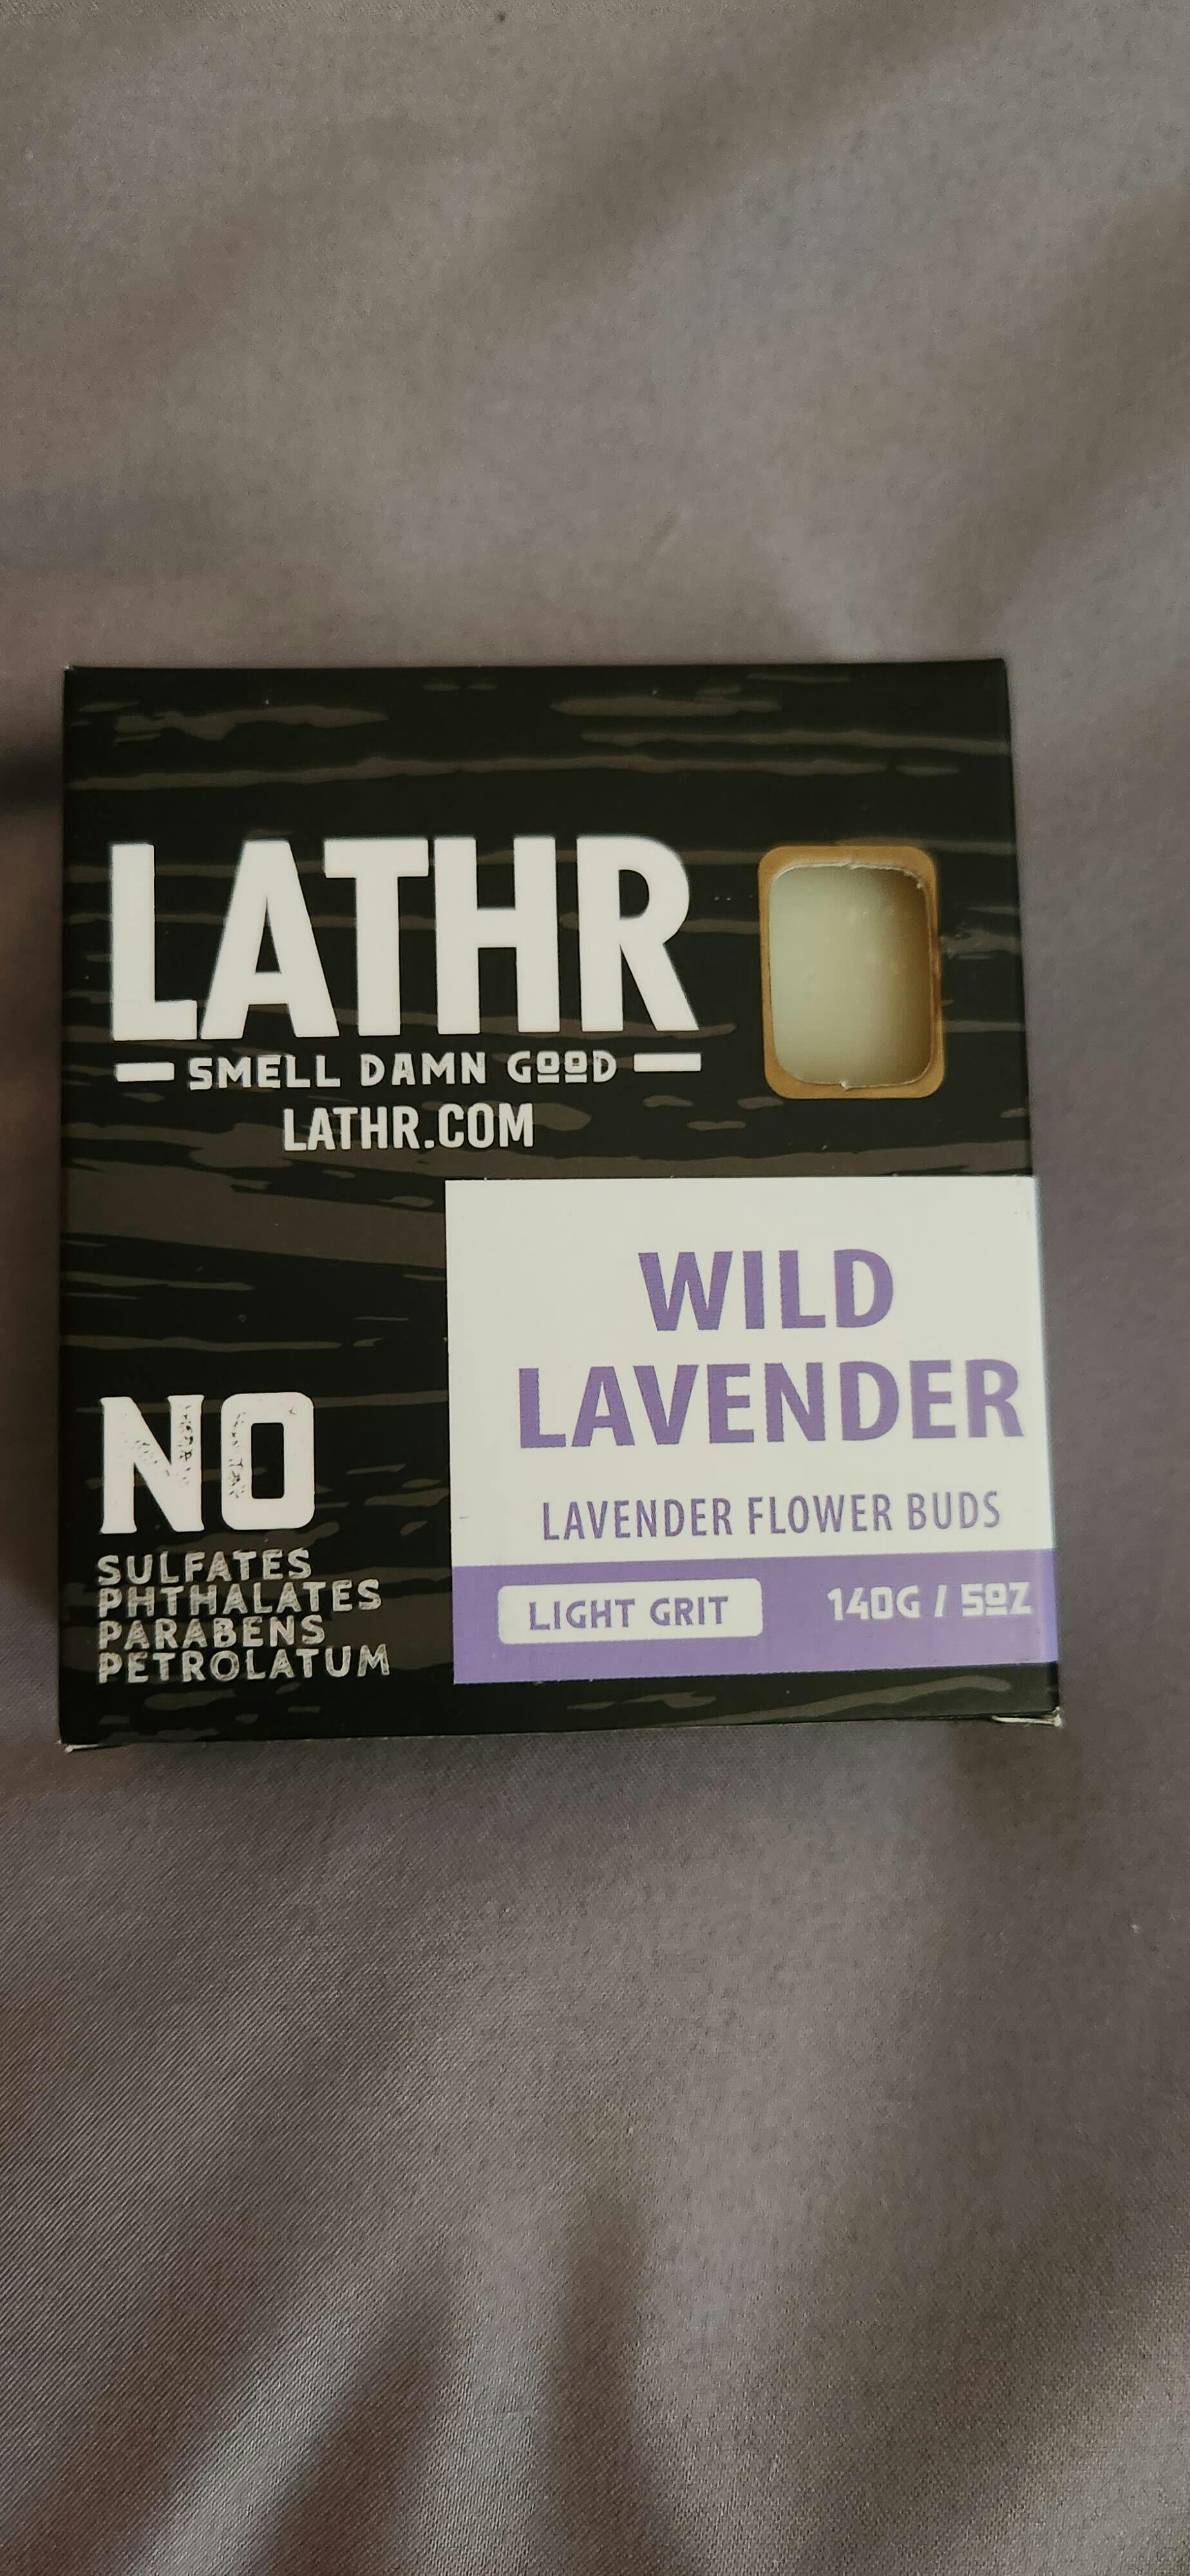 LATHR
SMELL DAMN GOOD
LATHR.COM
WILD
LAVENDER
LAVENDER FLOWER BUDS
LIGHT GRIT
140G / 5OZ
NO
SULFATES
PHTHALATES
PARABENS
PETROLATUM